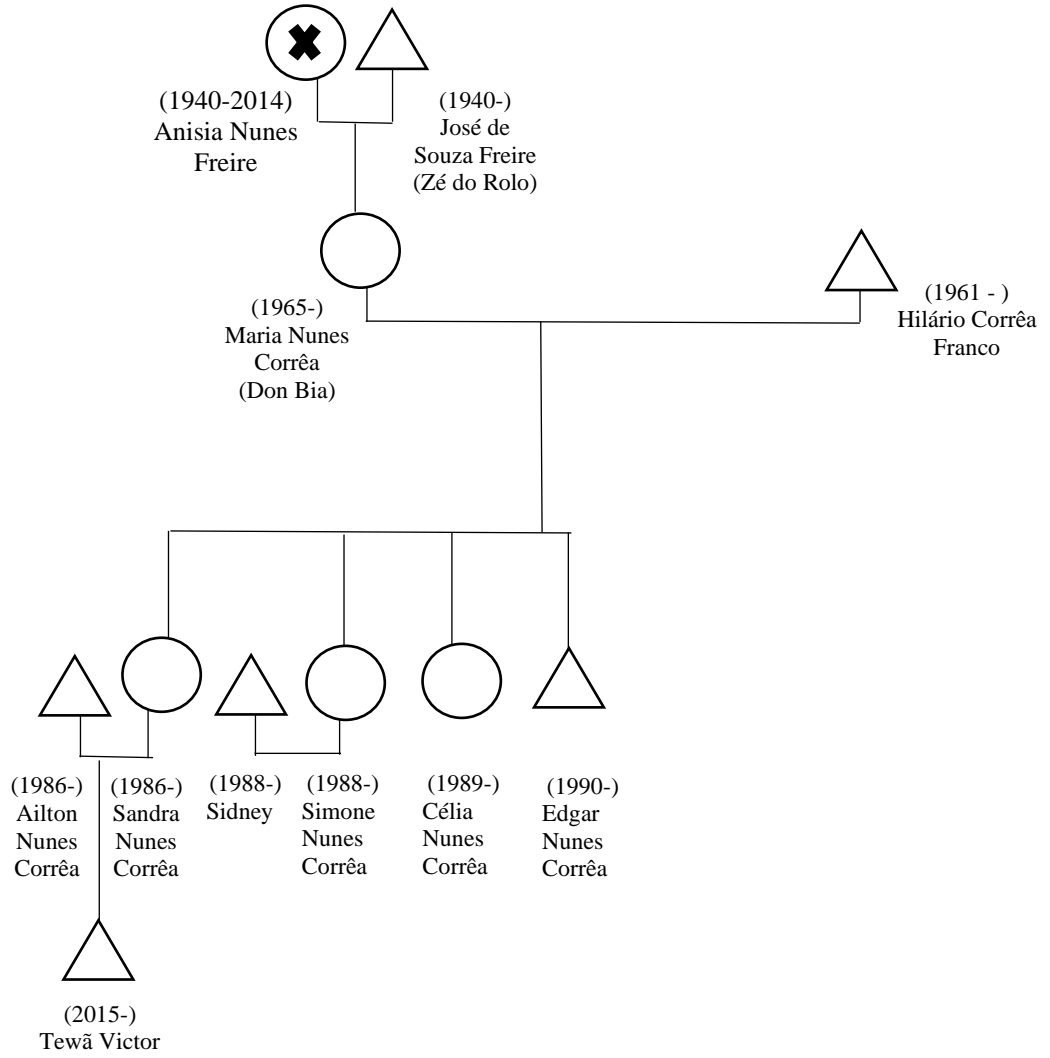 (1940-2014)
Anisia Nunes
Freire
(1940-)
José de
Souza Freire
(Zé do Rolo)
(1965-)
Maria Nunes
Corrêa
(Don Bia)
(1961 - )
Hilário Corrêa
Franco
(1986-)
Ailton
Nunes
Corrêa
(1986-)
Sandra
Nunes
Corrêa
(1988-)
Sidney
(1988-)
Simone
Nunes
Corrêa
(1989-)
Célia
Nunes
Corrêa
(1990-)
Edgar
Nunes
Corrêa
(2015-)
Tewã Victor